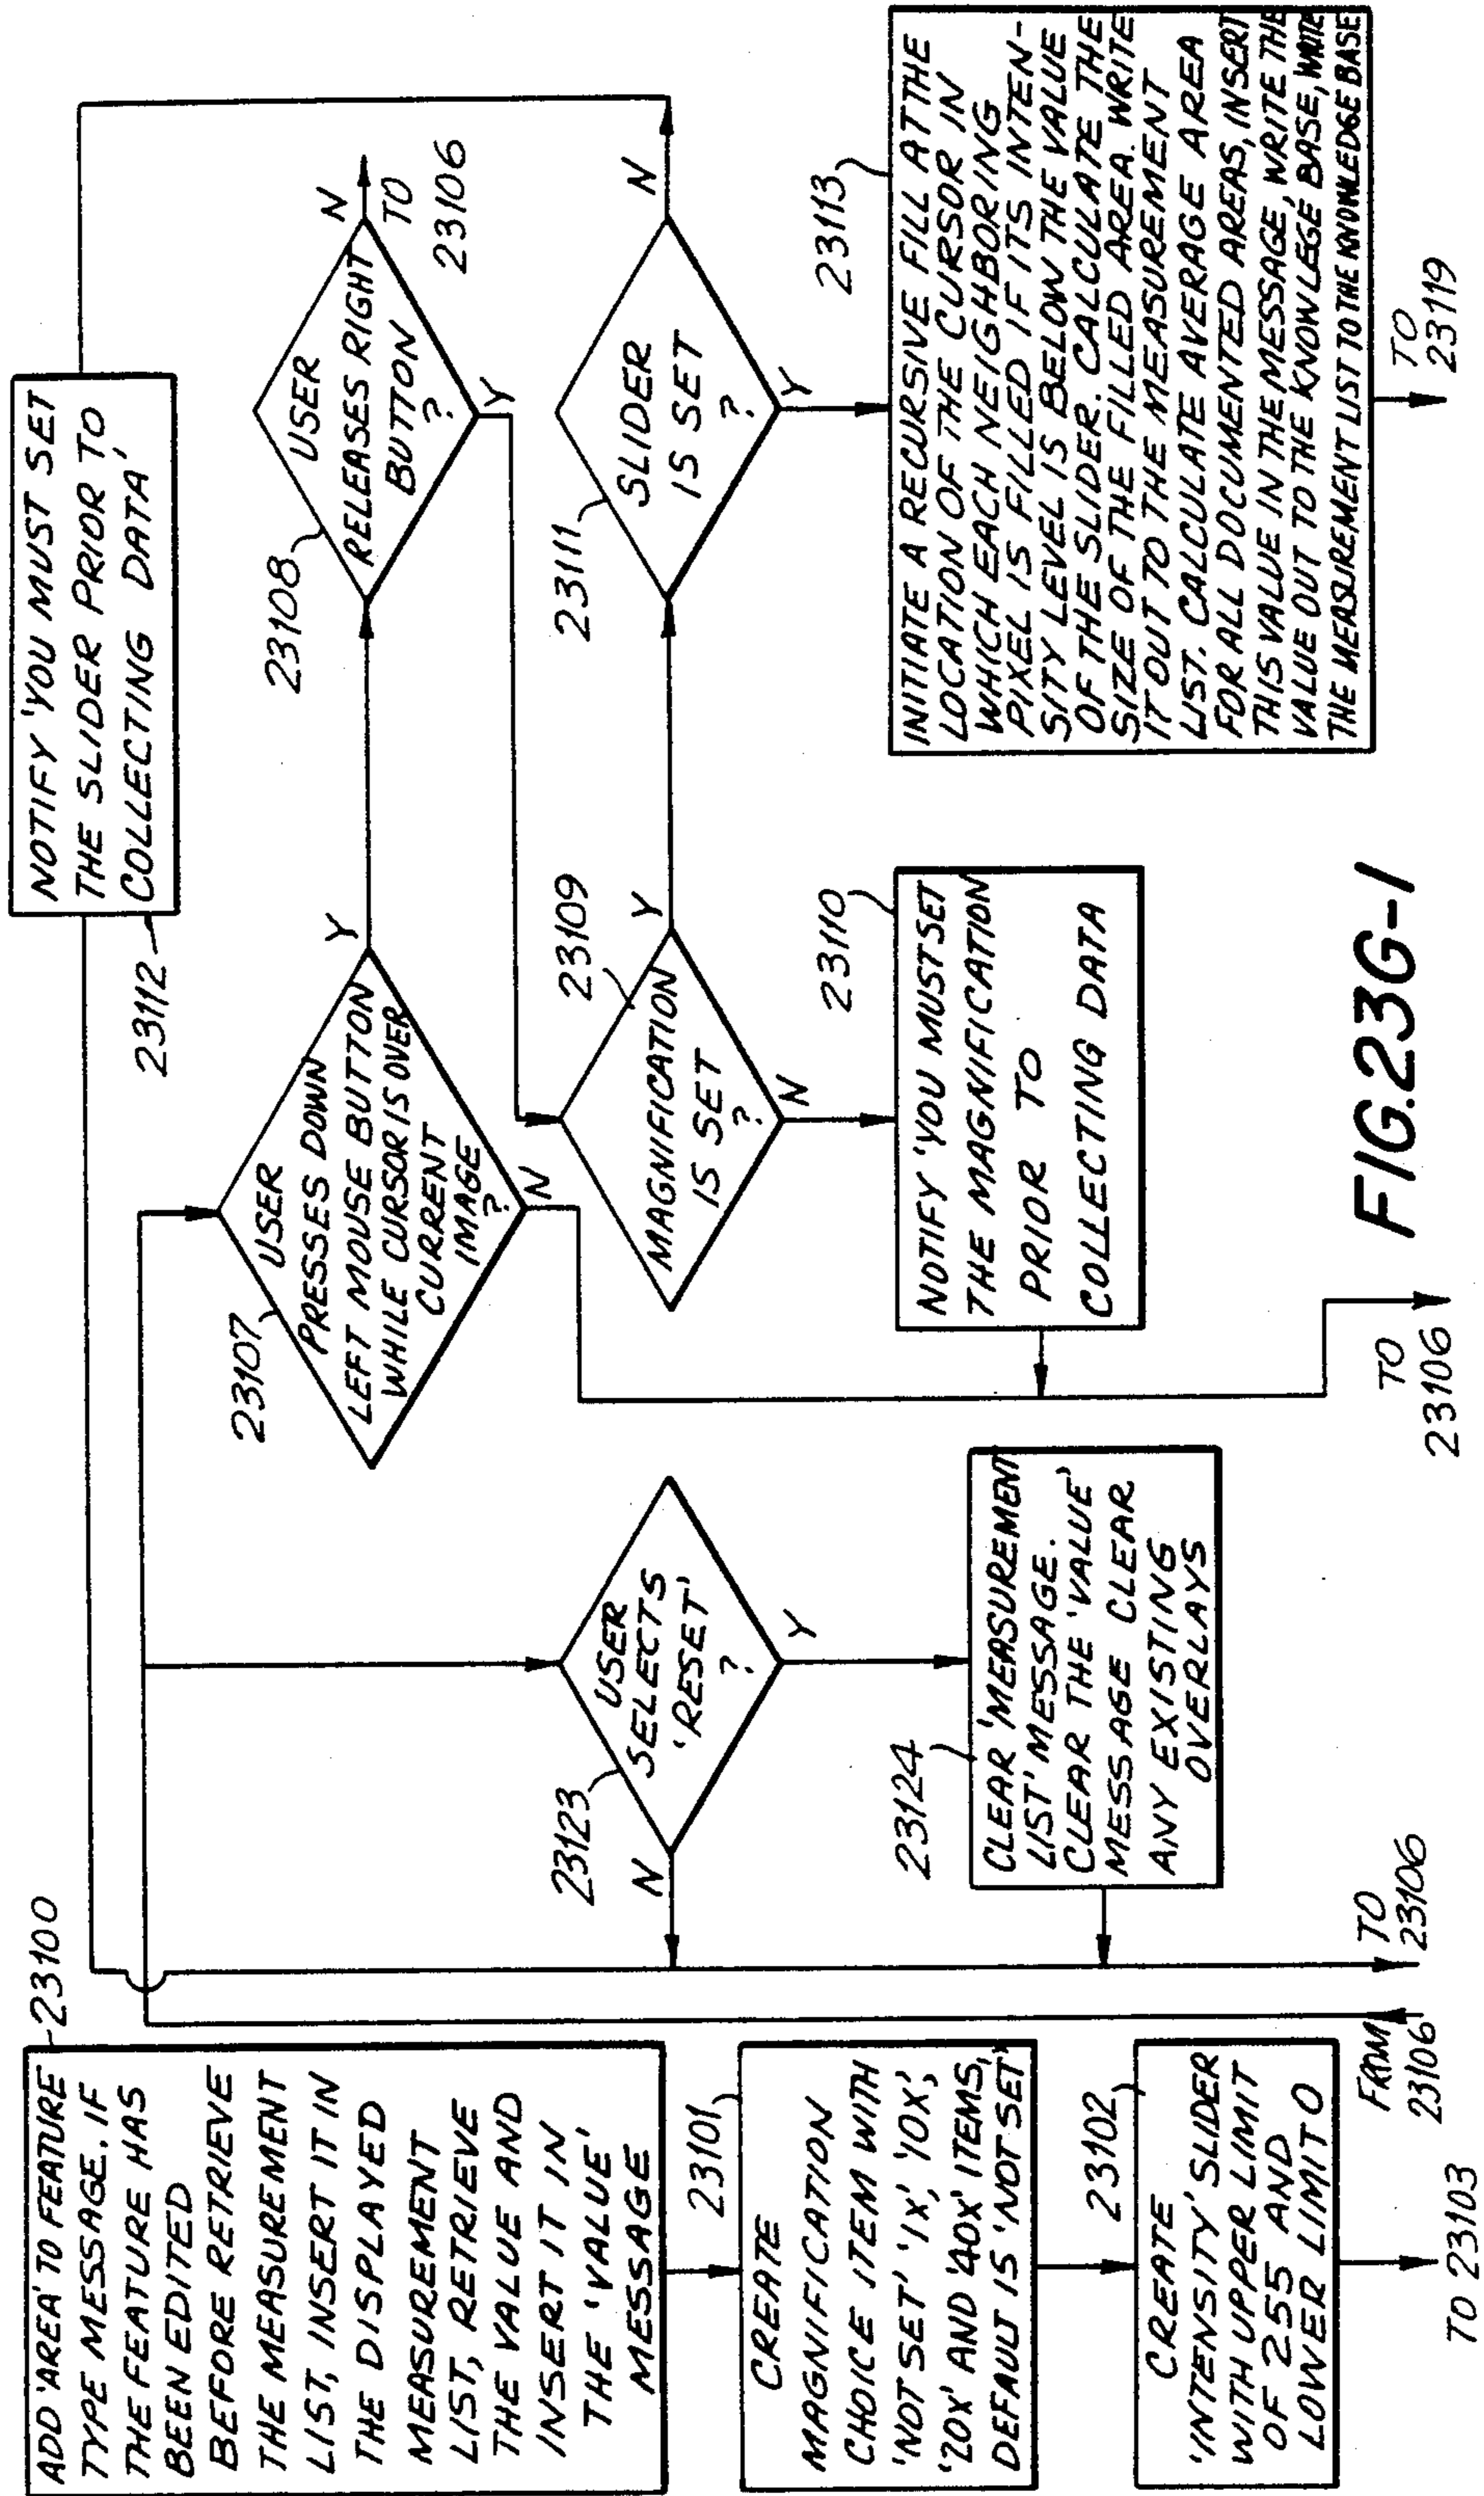 ADD 'AREA' TO FEATURE
TYPE MESSAGE. IF
THE FEATURE HAS
BEEN EDITED
BEFORE RETRIEVE
THE MEASUREMENT
LIST, INSERT IT IN
THE DISPLAYED
MEASUREMENT
LIST, RETRIEVE
THE VALUE AND
INSERT IT IN
THE 'VALUE'
MESSAGE
23100
CREATE
MAGNIFICATION
CHOICE ITEM WITH
'NOT SET' '1X', '10X',
'20X' AND '40X' ITEMS,
DEFAULT IS 'NOT SET'
23101
CREATE
'INTENSITY' SLIDER
WITH UPPER LIMIT
OF 255 AND
LOWER LIMIT 0
23102
TO 23103
FROM
23106
TO
23106
USER
SELECTS
'RESET'
?
23123
N
Y
CLEAR 'MEASUREMENT
LIST' MESSAGE.
CLEAR THE 'VALUE'
MESSAGE CLEAR
ANY EXISTING
OVERLAYS
23124
USER
PRESSES DOWN
LEFT MOUSE BUTTON
WHILE CURSOR IS OVER
CURRENT
IMAGE
?
23107
Y
N
MAGNIFICATION
IS SET
?
23109
Y
N
NOTIFY 'YOU MUST SET
THE MAGNIFICATION
PRIOR TO
COLLECTING DATA
23110
TO
23106
NOTIFY 'YOU MUST SET
THE SLIDER PRIOR TO
COLLECTING DATA'
23112
USER
RELEASES RIGHT
BUTTON
?
23108
N
TO
23106
Y
SLIDER
IS SET
?
23111
N
Y
INITIATE A RECURSIVE FILL AT THE
LOCATION OF THE CURSOR IN
WHICH EACH NEIGHBORING
PIXEL IS FILLED IF ITS INTEN-
SITY LEVEL IS BELOW THE VALUE
OF THE SLIDER. CALCULATE THE
SIZE OF THE FILLED AREA. WRITE
IT OUT TO THE MEASUREMENT
LIST. CALCULATE AVERAGE AREA
FOR ALL DOCUMENTED AREAS, INSERT
THIS VALUE IN THE MESSAGE, WRITE THE
VALUE OUT TO THE KNOWLEGE BASE, WRITE
THE MEASUREMENT LIST TO THE KNOWLEDGE BASE
23113
TO
23119
FIG.23G-1